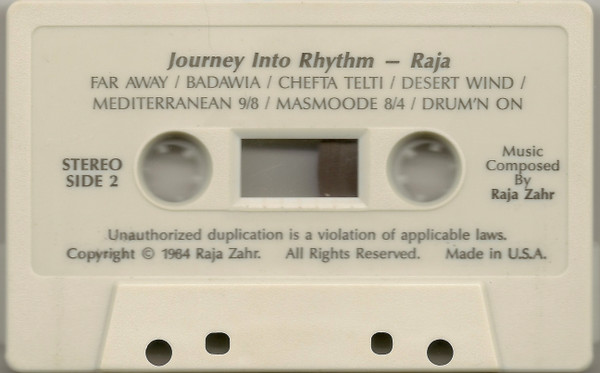 Journey Into Rhythm — Raja
FAR AWAY / BADAWIA / CHEFTA TELTI / DESERT WIND /
MEDITERRANEAN 9/8 / MASMOODE 8/4 / DRUM'N ON
STEREO
SIDE 2
Music
Composed
By
Raja Zahr
Unauthorized duplication is a violation of applicable laws.
Copyright © 1964 Raja Zahr. All Rights Reserved. Made in U.S.A.